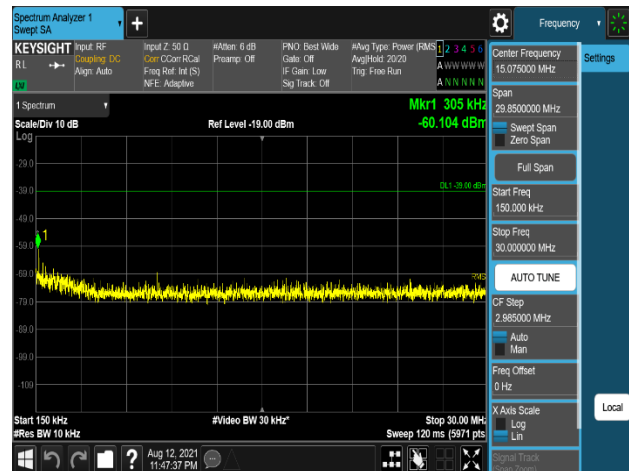 Spectrum Analyzer 1
Swept SA
Frequency
KEYSIGHT
RL
LW
Input: RF
Coupling: DC
Align: Auto
Input Z: 50 Ω
Corr CCorr RCal
Freq Ref: Int (S)
NFE: Adaptive
#Atten: 6 dB
Preamp: Off
PNO: Best Wide
Gate: Off
IF Gain: Low
Sig Track: Off
#Avg Type: Power (RMS
Avg|Hold: 20/20
Trig: Free Run
1 2 3 4 5 6
A W W W W W
A N N N N N
1 Spectrum
Mkr1 305 kHz
Scale/Div 10 dB
Ref Level -19.00 dBm
-60.104 dBm
Log
-29.0
-39.0
-49.0
-59.0
-69.0
-79.0
-89.0
-99.0
-109
DL1 -39.00 dBm
1
RMS
Start 150 kHz
#Video BW 30 kHz*
Stop 30.00 MHz
#Res BW 10 kHz
Sweep 120 ms (5971 pts
?
Aug 12, 2021
11:47:37 PM
Center Frequency
15.075000 MHz
Settings
Span
29.8500000 MHz
Swept Span
Zero Span
Full Span
Start Freq
150.000 kHz
Stop Freq
30.000000 MHz
AUTO TUNE
CF Step
2.985000 MHz
Auto
Man
Freq Offset
0 Hz
X Axis Scale
Log
Lin
Local
Signal Track
(Span Zoom)